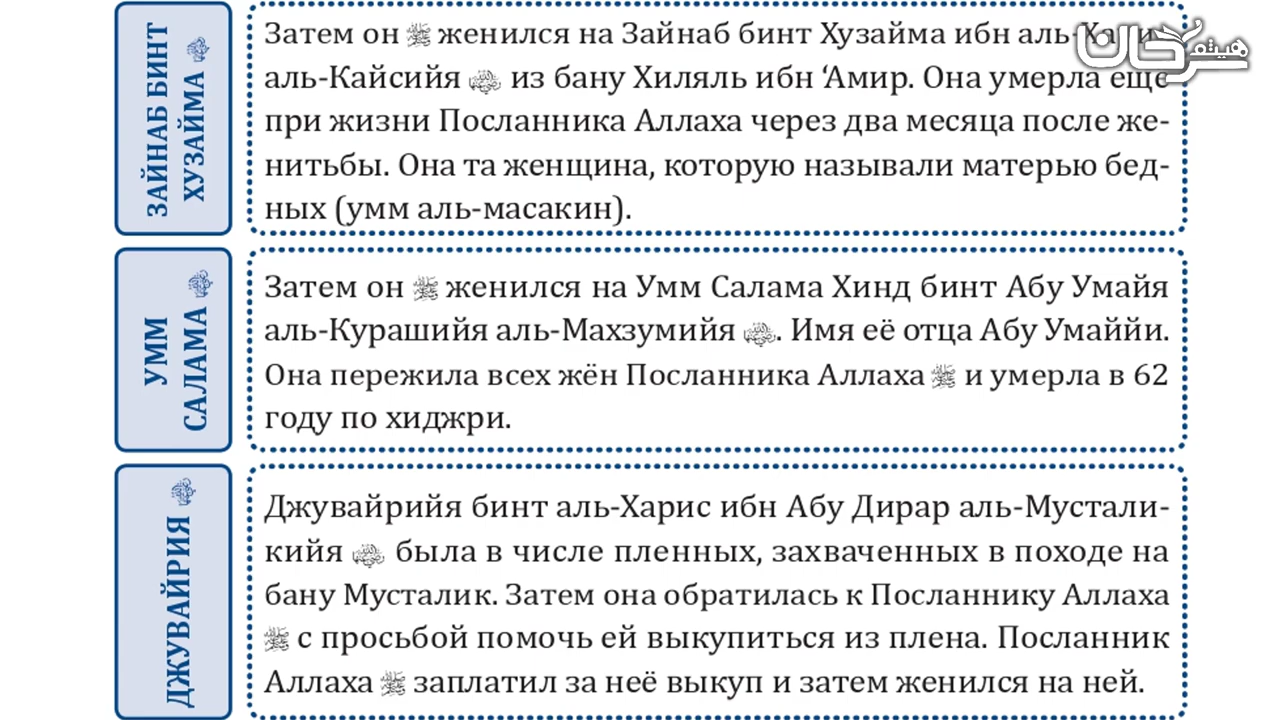 ЗАЙНАБ БИНТ
ХУЗАЙМА
Затем он ﷺ женился на Зайнаб бинт Хузайма ибн аль-Харис
аль-Кайсийя из бану Хиляль ибн ‘Амир. Она умерла ещё
при жизни Посланника Аллаха через два месяца после же-
нитьбы. Она та женщина, которую называли матерью бед-
ных (умм аль-масакин).
УММ
САЛАМА
Затем он ﷺ женился на Умм Салама Хинд бинт Абу Умайя
аль-Курашийя аль-Махзумийя . Имя её отца Абу Умаййи.
Она пережила всех жён Посланника Аллаха ﷺ и умерла в 62
году по хиджри.
ДЖУВАЙРИЯ
Джувайрийя бинт аль-Харис ибн Абу Дирар аль-Мустали-
кийя была в числе пленных, захваченных в походе на
бану Мусталик. Затем она обратилась к Посланнику Аллаха
ﷺ с просьбой помочь ей выкупиться из плена. Посланник
Аллаха ﷺ заплатил за неё выкуп и затем женился на ней.